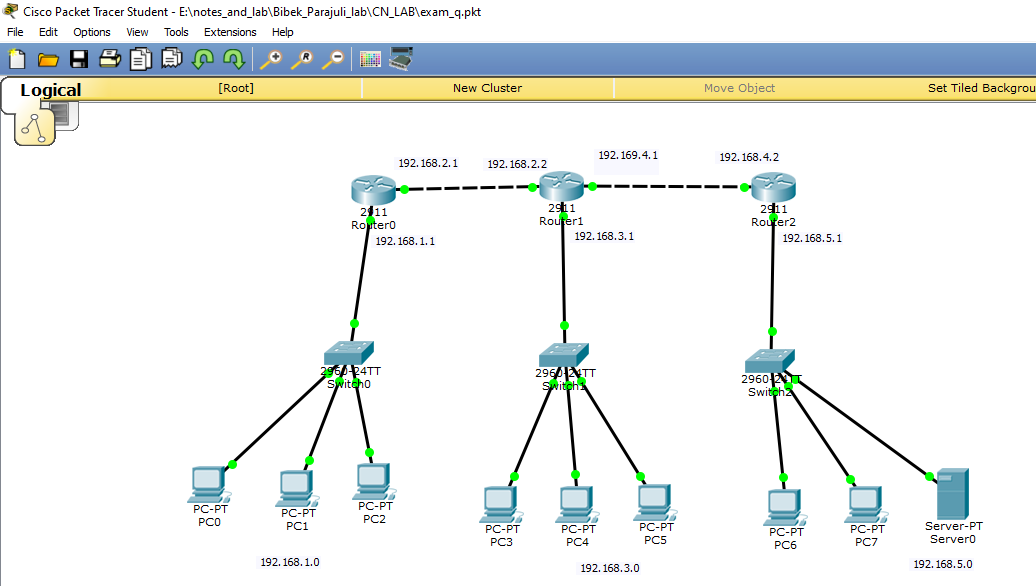 Cisco Packet Tracer Student - E:\notes_and_lab\Bibek_Parajuli_lab\CN_LAB\exam_q.pkt
File Edit Options View Tools Extensions Help
Logical [Root] New Cluster Move Object Set Tiled Backgrou
192.168.2.1 192.168.2.2 192.169.4.1 192.168.4.2
2911 2911 2911
Router0 Router1 Router2
192.168.1.1 192.168.3.1 192.168.5.1
2960-24TT 2960-24TT 2960-24TT
Switch0 Switch1 Switch2
PC-PT PC-PT PC-PT PC-PT PC-PT PC-PT PC-PT PC-PT Server-PT
PC0 PC1 PC2 PC3 PC4 PC5 PC6 PC7 Server0
192.168.1.0 192.168.3.0 192.168.5.0